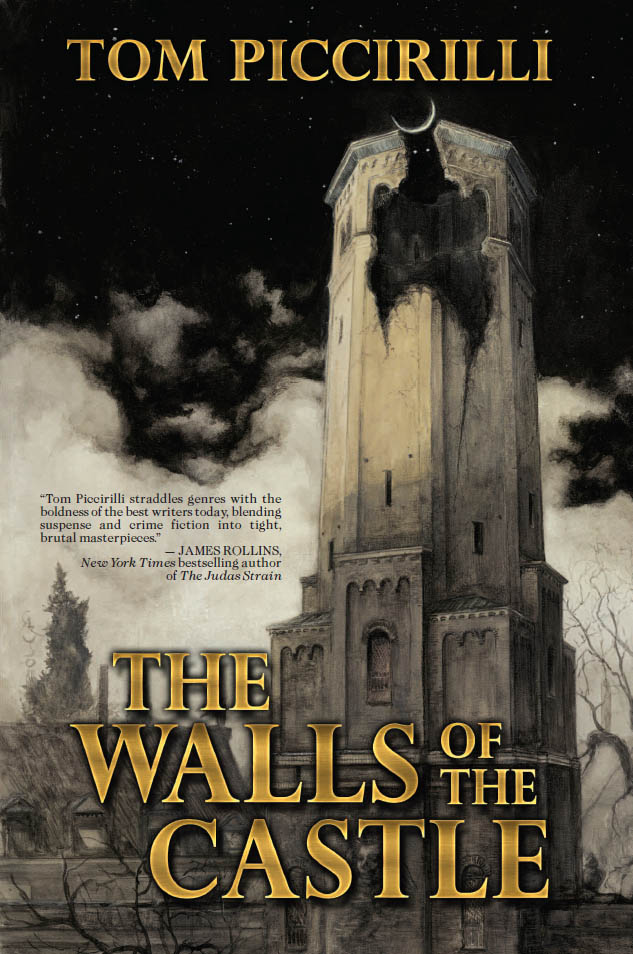 TOM PICCIRILLI
“Tom Piccirilli straddles genres with the
boldness of the best writers today, blending
suspense and crime fiction into tight,
brutal masterpieces.”
— JAMES ROLLINS,
New York Times bestselling author
of The Judas Strain
THE
WALLS OF THE
CASTLE